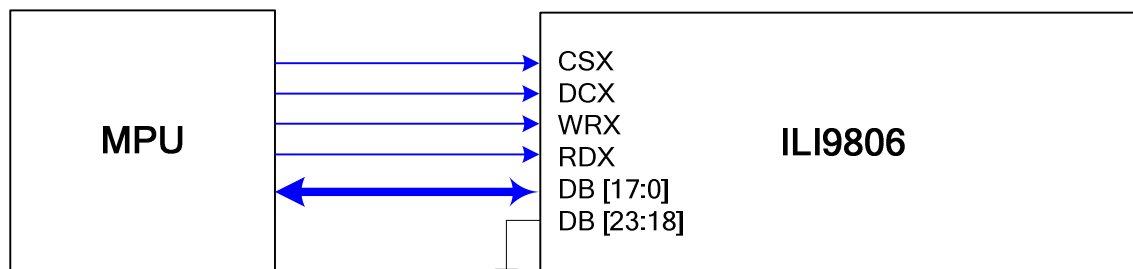 MPU
CSX
DCX
WRX
RDX
DB [17:0]
DB [23:18]
ILI9806